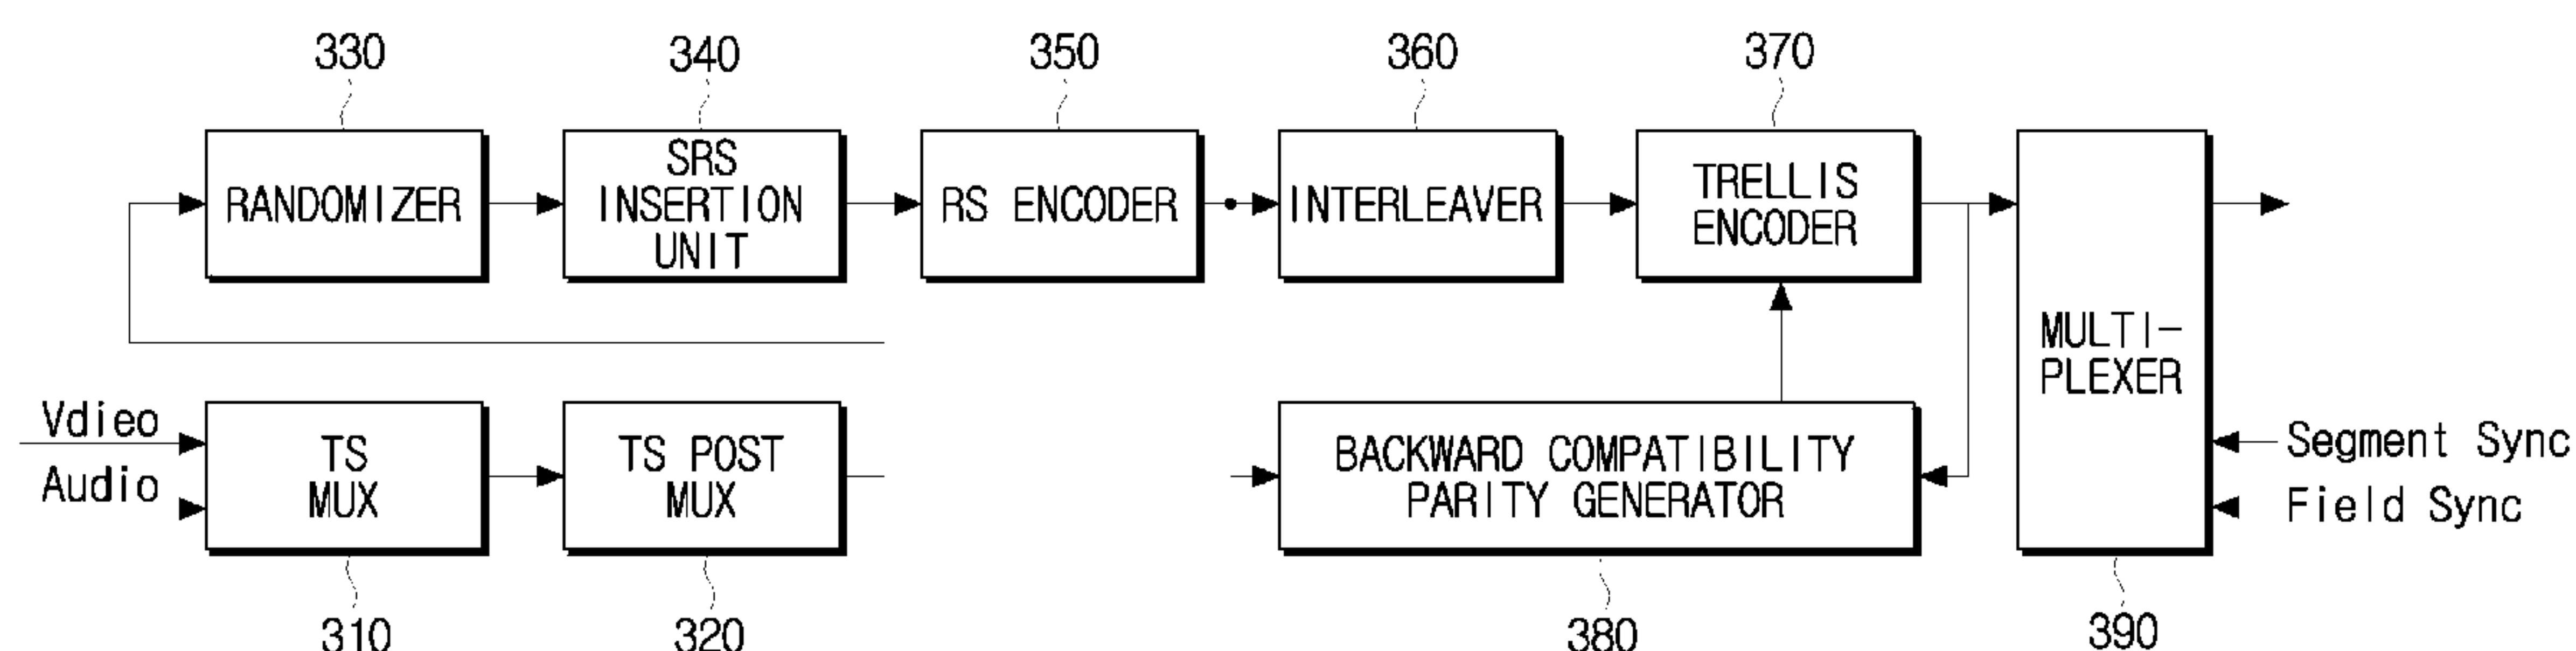 330
340
350
360
370
RANDOMIZER
SRS
INSERTION
UNIT
RS ENCODER
INTERLEAVER
TRELLIS
ENCODER
MULTI-
PLEXER
Vdieo
Audio
TS
MUX
TS POST
MUX
BACKWARD COMPATIBILITY
PARITY GENERATOR
Segment Sync
Field Sync
310
320
380
390